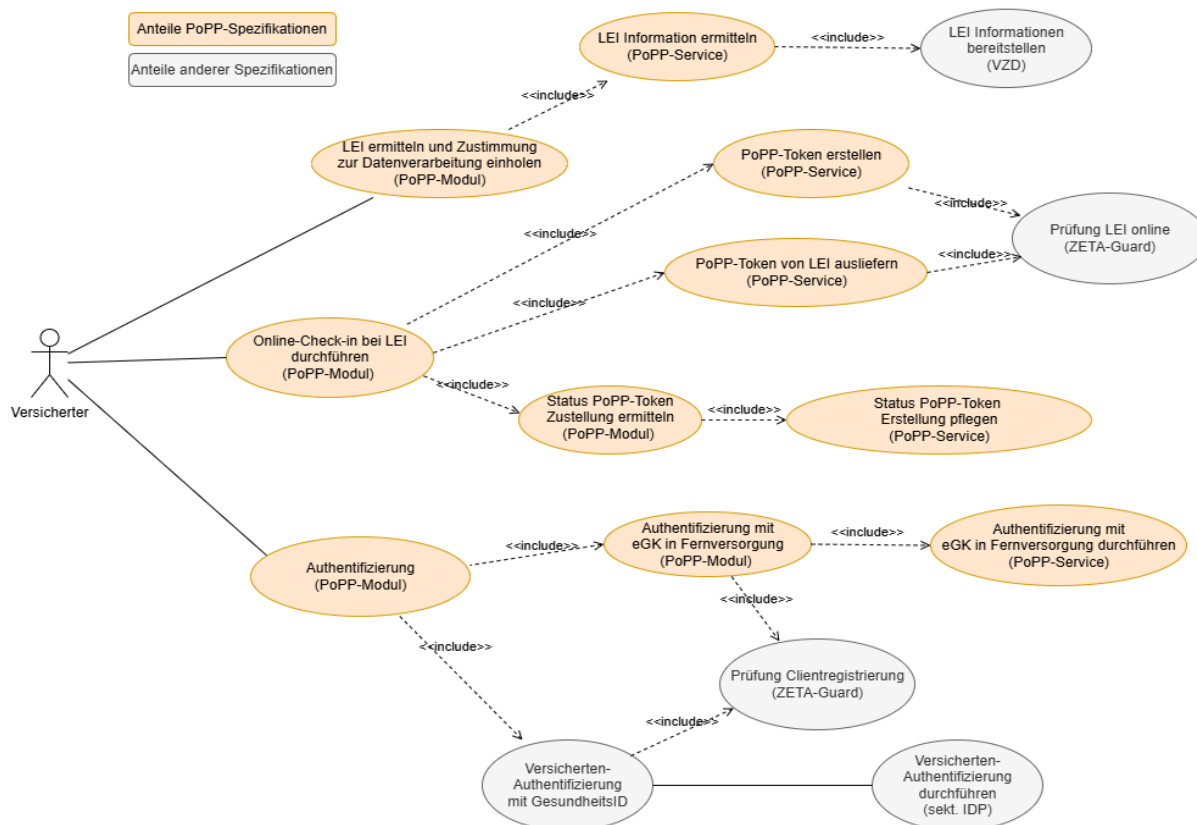 Anteile PoPP-Spezifikationen
Anteile anderer Spezifikationen
LEI Information ermitteln
(PoPP-Service)
<<include>>
LEI Informationen
bereitstellen
(VZD)
<<include>>
LEI ermitteln und Zustimmung
zur Datenverarbeitung einholen
(PoPP-Modul)
PoPP-Token erstellen
(PoPP-Service)
<<include>>
<<include>>
Prüfung LEI online
(ZETA-Guard)
PoPP-Token von LEI ausliefern
(PoPP-Service)
<<include>>
<<include>>
Online-Check-in bei LEI
durchführen
(PoPP-Modul)
Versicherter
<<include>>
Status PoPP-Token
Zustellung ermitteln
(PoPP-Modul)
<<include>>
Status PoPP-Token
Erstellung pflegen
(PoPP-Service)
Authentifizierung
(PoPP-Modul)
<<include>>
Authentifizierung mit
eGK in Fernversorgung
(PoPP-Modul)
<<include>>
Authentifizierung mit
eGK in Fernversorgung durchführen
(PoPP-Service)
<<include>>
<<include>>
Prüfung Clientregistrierung
(ZETA-Guard)
<<include>>
Versicherten-
Authentifizierung
mit GesundheitsID
Versicherten-
Authentifizierung
durchführen
(sekt. IDP)